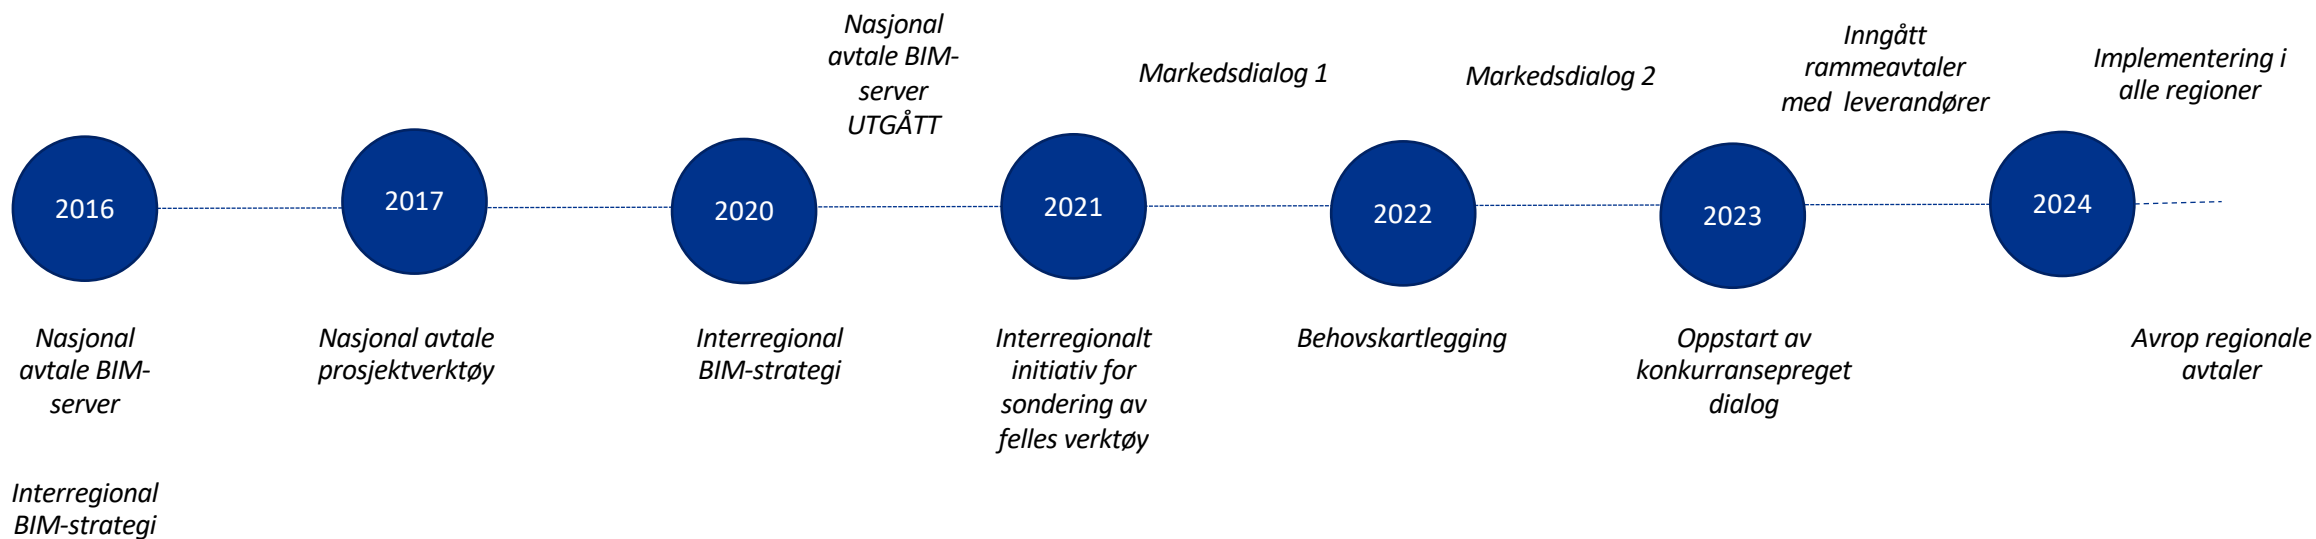 Nasjonal
avtale BIM-
server
UTGÅTT
Markedsdialog 1
Markedsdialog 2
Inngått
rammeavtaler
med leverandører
Implementering i
alle regioner
2016
2017
2020
2021
2022
2023
2024
Nasjonal
avtale BIM-
server
Interregional
BIM-strategi
Nasjonal avtale
prosjektverktøy
Interregional
BIM-strategi
Interregionalt
initiativ for
sondering av
felles verktøy
Behovskartlegging
Oppstart av
konkurransepreget
dialog
Avrop regionale
avtaler